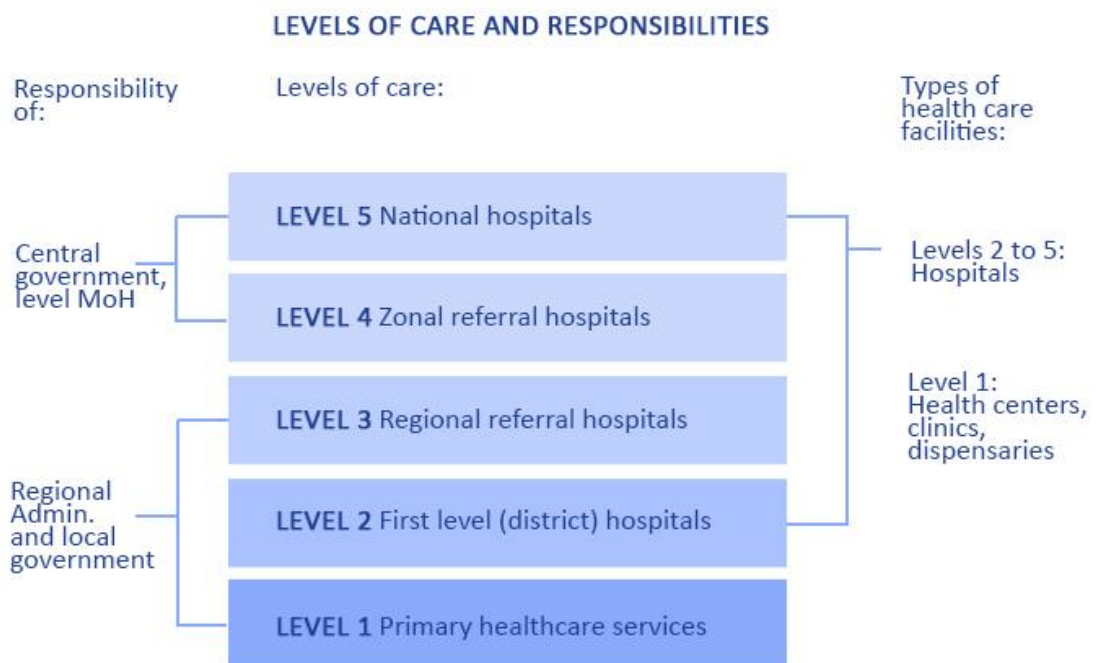 LEVELS OF CARE AND RESPONSIBILITIES
Responsibility
of:
Levels of care:
Types of
health care
facilities:
LEVEL 5 National hospitals
Central
government,
level MoH
Levels 2 to 5:
Hospitals
LEVEL 4 Zonal referral hospitals
LEVEL 3 Regional referral hospitals
Level 1:
Health centers,
clinics,
dispensaries
Regional
Admin.
and local
government
LEVEL 2 First level (district) hospitals
LEVEL 1 Primary healthcare services